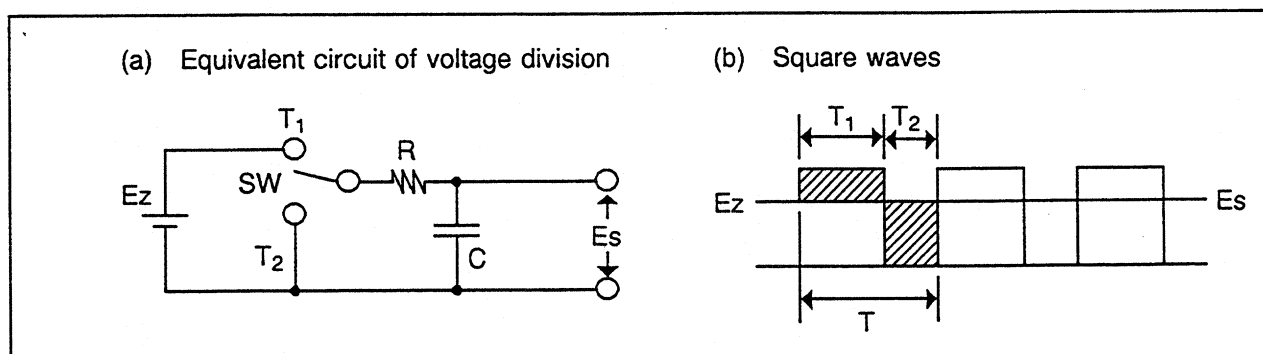 (a) Equivalent circuit of voltage division
(b) Square waves
T₁
R
SW
Ez
T₂
C
Es
T₁
T₂
Ez
Es
T